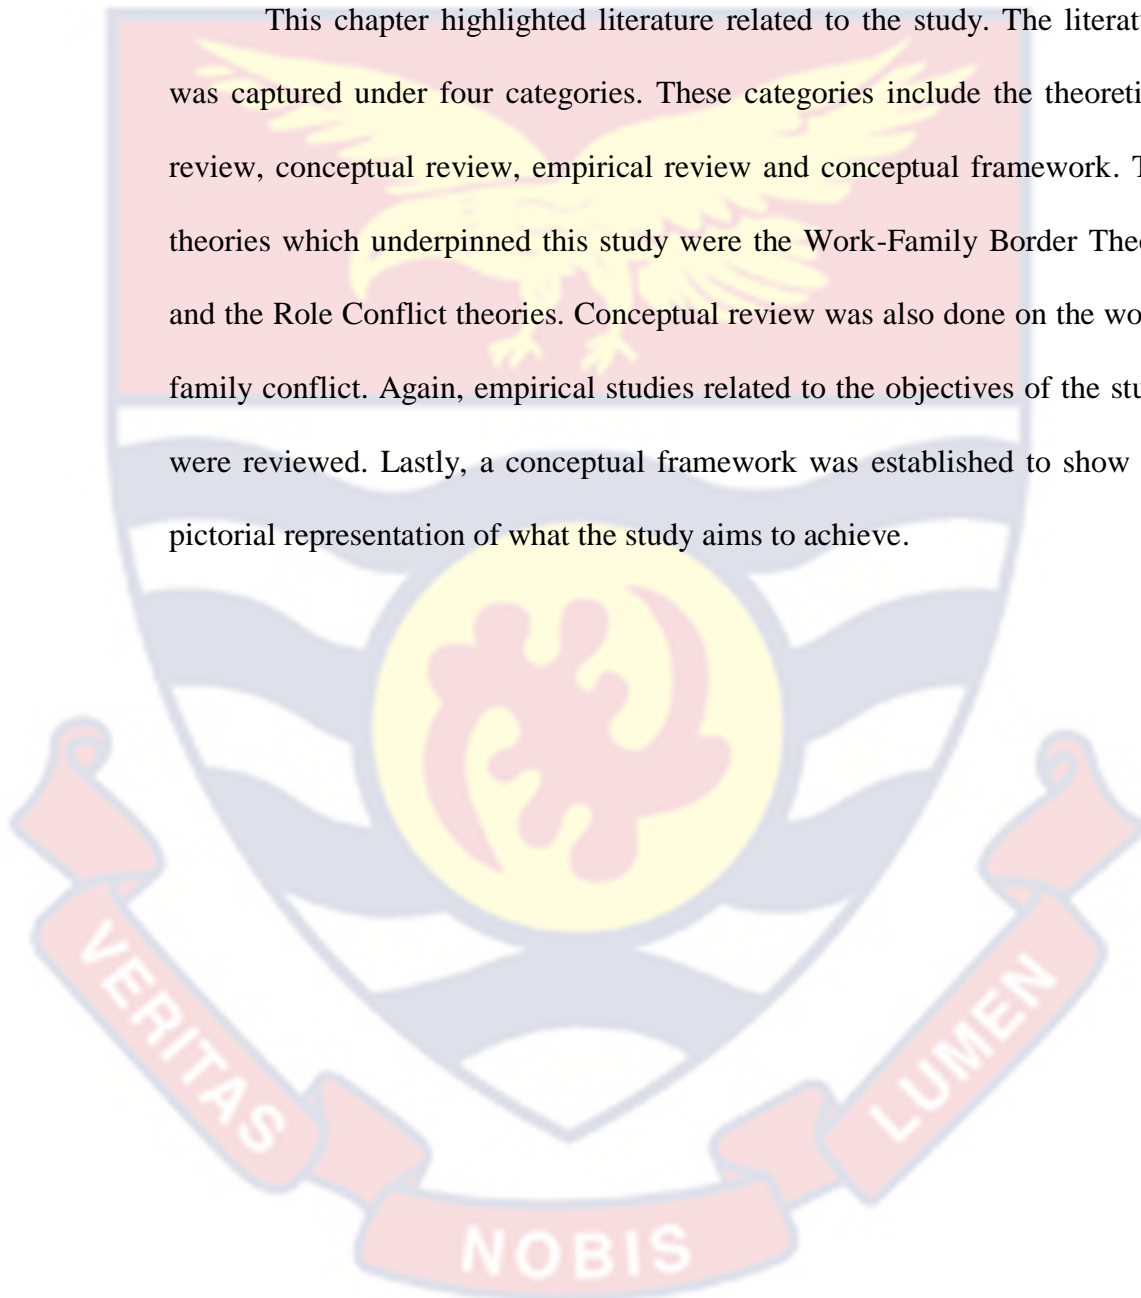 This chapter highlighted literature related to the study. The literat
was captured under four categories. These categories include the theoreti
review, conceptual review, empirical review and conceptual framework. T
theories which underpinned this study were the Work-Family Border Theo
and the Role Conflict theories. Conceptual review was also done on the wo
family conflict. Again, empirical studies related to the objectives of the stu
were reviewed. Lastly, a conceptual framework was established to show
pictorial representation of what the study aims to achieve.
VERITAS
NOBIS
LUMEN